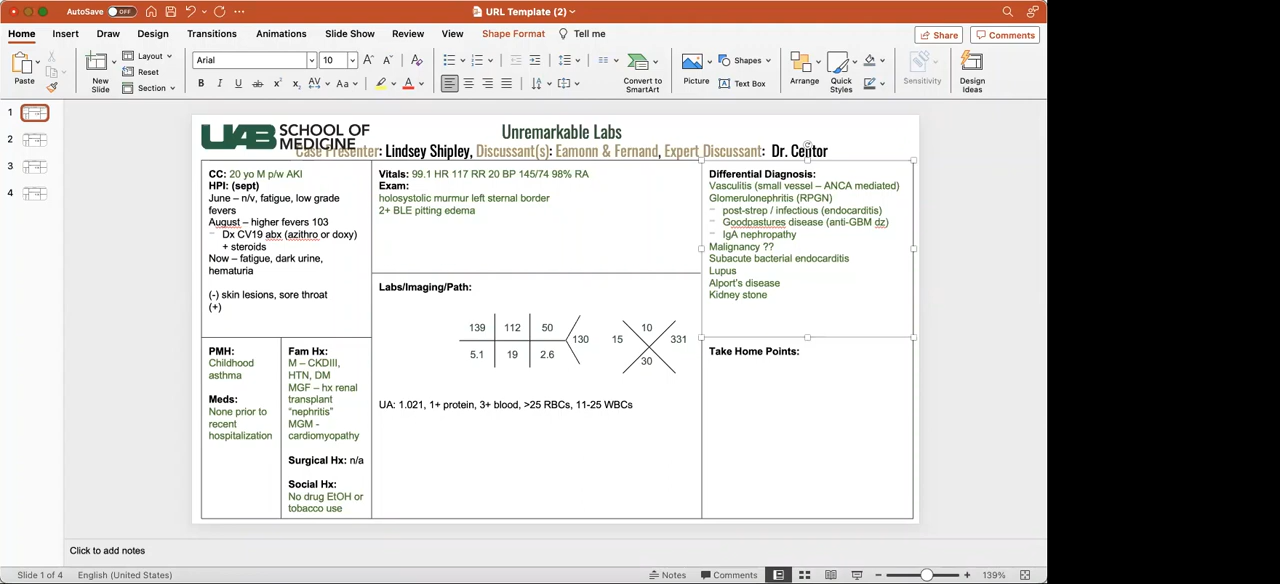 AutoSave OFF
URL Template (2)
Home Insert Draw Design Transitions Animations Slide Show Review View Shape Format Tell me
Share Comments
Paste
New Slide
Layout
Reset
Section
Arial 10
B I U ab x² x₂ AV Aa A
Convert to SmartArt
Picture
Shapes
Text Box
Arrange
Quick Styles
Sensitivity
Design Ideas
1
2
3
4
UAB SCHOOL OF MEDICINE
Unremarkable Labs
Case Presenter: Lindsey Shipley, Discussant(s): Eamonn & Fernand, Expert Discussant: Dr. Centor
CC: 20 yo M p/w AKI
HPI: (sept)
June – n/v, fatigue, low grade
fevers
August – higher fevers 103
– Dx CV19 abx (azithro or doxy)
+ steroids
Now – fatigue, dark urine,
hematuria
(-) skin lesions, sore throat
(+)
PMH:
Childhood
asthma
Meds:
None prior to
recent
hospitalization
Fam Hx:
M – CKDIII,
HTN, DM
MGF – hx renal
transplant
“nephritis”
MGM -
cardiomyopathy
Surgical Hx: n/a
Social Hx:
No drug EtOH or
tobacco use
Vitals: 99.1 HR 117 RR 20 BP 145/74 98% RA
Exam:
holosystolic murmur left sternal border
2+ BLE pitting edema
Labs/Imaging/Path:
139 112 50
130
5.1 19 2.6
10
15 331
30
UA: 1.021, 1+ protein, 3+ blood, >25 RBCs, 11-25 WBCs
Differential Diagnosis:
Vasculitis (small vessel – ANCA mediated)
Glomerulonephritis (RPGN)
– post-strep / infectious (endocarditis)
– Goodpastures disease (anti-GBM dz)
– IgA nephropathy
Malignancy ??
Subacute bacterial endocarditis
Lupus
Alport’s disease
Kidney stone
Take Home Points:
Click to add notes
Slide 1 of 4 English (United States)
Notes Comments 139%